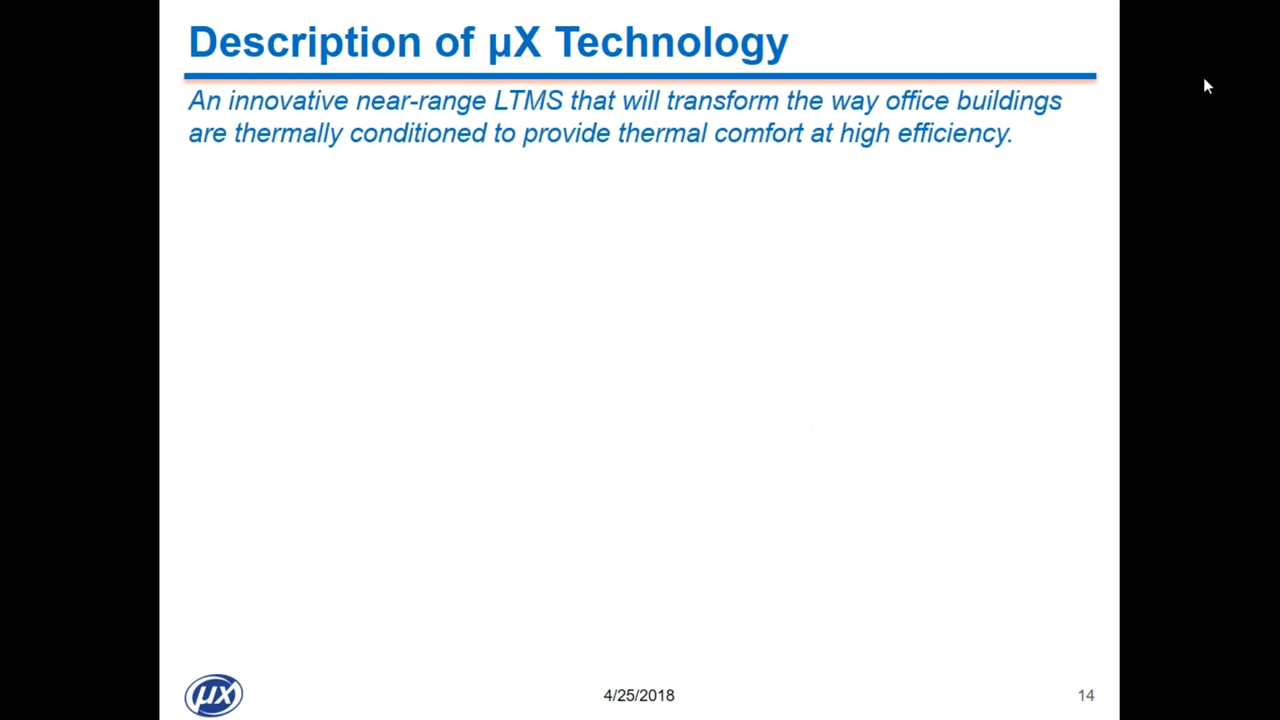 Description of µX Technology
An innovative near-range LTMS that will transform the way office buildings
are thermally conditioned to provide thermal comfort at high efficiency.
µx
4/25/2018
14